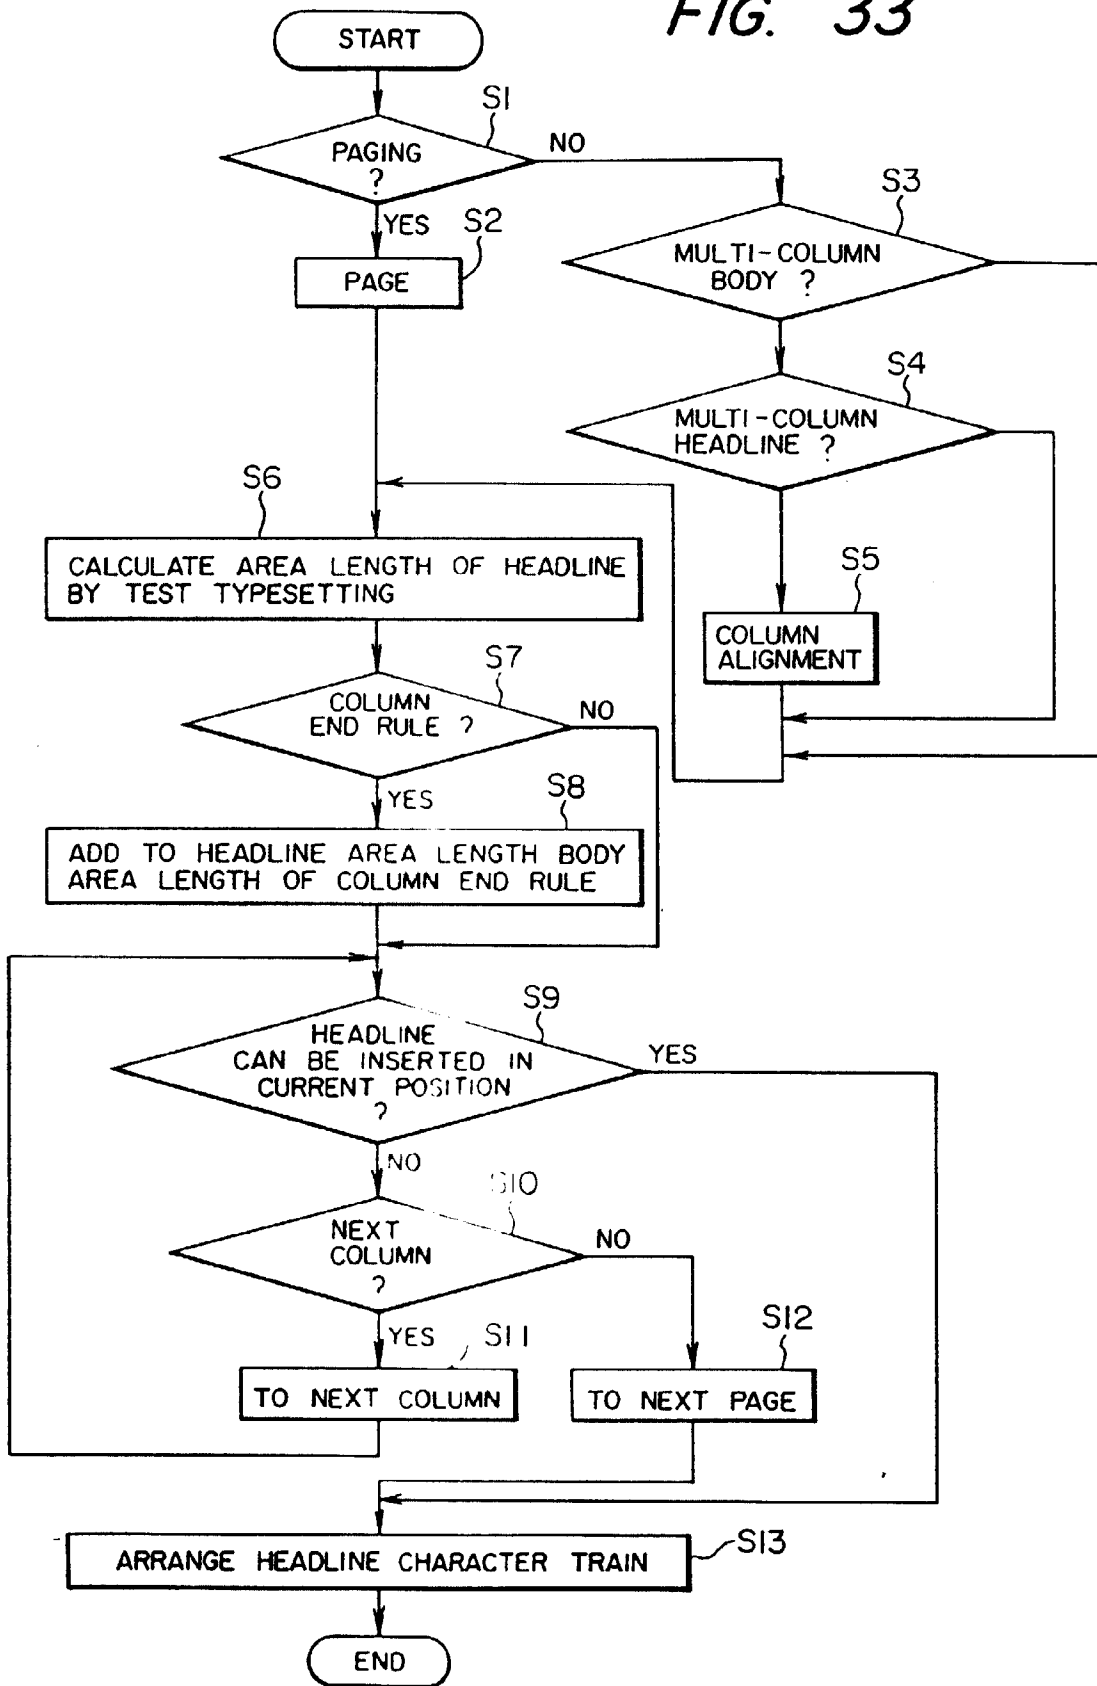 FIG. 33
START
S1
PAGING
?
NO
YES
S2
PAGE
S3
MULTI-COLUMN
BODY ?
S4
MULTI-COLUMN
HEADLINE ?
S5
COLUMN
ALIGNMENT
S6
CALCULATE AREA LENGTH OF HEADLINE
BY TEST TYPESETTING
S7
COLUMN
END RULE ?
NO
YES
S8
ADD TO HEADLINE AREA LENGTH BODY
AREA LENGTH OF COLUMN END RULE
S9
HEADLINE
CAN BE INSERTED IN
CURRENT POSITION
?
YES
NO
S10
NEXT
COLUMN
?
NO
YES
S11
TO NEXT COLUMN
S12
TO NEXT PAGE
S13
ARRANGE HEADLINE CHARACTER TRAIN
END